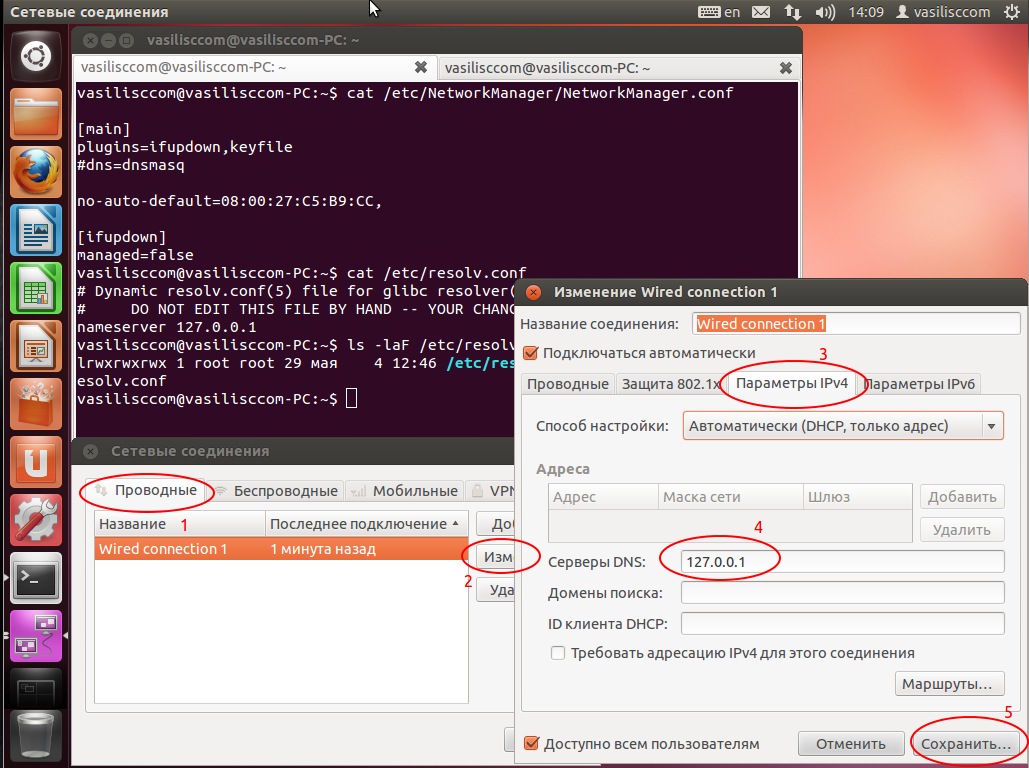 Сетевые соединения en 14:09 vasilisccom
vasilisccom@vasilisccom-PC: ~
vasilisccom@vasilisccom-PC: ~ vasilisccom@vasilisccom-PC: ~
vasilisccom@vasilisccom-PC:~$ cat /etc/NetworkManager/NetworkManager.conf
[main]
plugins=ifupdown,keyfile
#dns=dnsmasq
no-auto-default=08:00:27:C5:B9:CC,
[ifupdown]
managed=false
vasilisccom@vasilisccom-PC:~$ cat /etc/resolv.conf
# Dynamic resolv.conf(5) file for glibc resolver(
# DO NOT EDIT THIS FILE BY HAND -- YOUR CHANG
nameserver 127.0.0.1
vasilisccom@vasilisccom-PC:~$ ls -laF /etc/resolv
lrwxrwxrwx 1 root root 29 мая 4 12:46 /etc/res
esolv.conf
vasilisccom@vasilisccom-PC:~$
Сетевые соединения
Проводные Беспроводные Мобильные VPN
Название 1 Последнее подключение До
Wired connection 1 1 минута назад
Изм
2
Уда
Изменение Wired connection 1
Название соединения: Wired connection 1
Подключаться автоматически
3
Проводные Защита 802.1x Параметры IPv4 Параметры IPv6
Способ настройки: Автоматически (DHCP, только адрес)
Адреса
Адрес Маска сети Шлюз Добавить
Удалить
4
Серверы DNS: 127.0.0.1
Домены поиска:
ID клиента DHCP:
Требовать адресацию IPv4 для этого соединения
Маршруты...
5
Доступно всем пользователям Отменить Сохранить...